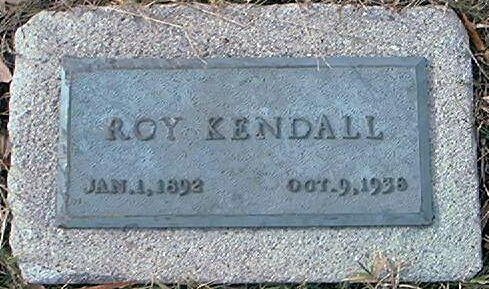 ROY KENDALL
JAN. 1, 1892 OCT. 9, 1938